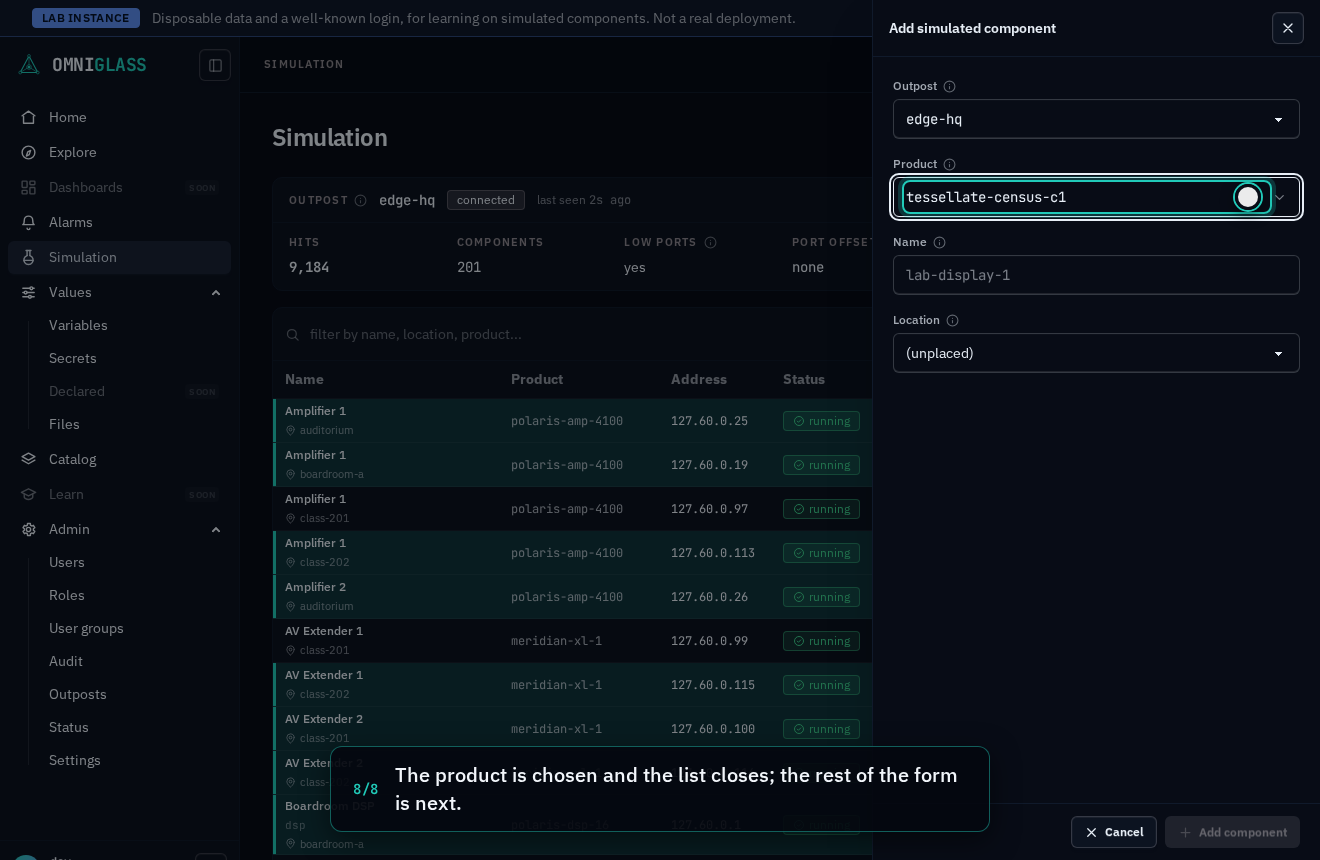 LAB INSTANCE Disposable data and a well-known login, for learning on simulated components. Not a real deployment.
OMNIGLASS
Home
Explore
Dashboards SOON
Alarms
Simulation
Values
Variables
Secrets
Declared SOON
Files
Catalog
Learn SOON
Admin
Users
Roles
User groups
Audit
Outposts
Status
Settings
SIMULATION
Simulation
OUTPOST edge-hq connected last seen 2s ago
HITS COMPONENTS LOW PORTS PORT OFFSET
9,184 201 yes none
filter by name, location, product...
Name Product Address Status
Amplifier 1 polaris-amp-4100 127.60.0.25 running
auditorium
Amplifier 1 polaris-amp-4100 127.60.0.19 running
boardroom-a
Amplifier 1 polaris-amp-4100 127.60.0.97 running
class-201
Amplifier 1 polaris-amp-4100 127.60.0.113 running
class-202
Amplifier 2 polaris-amp-4100 127.60.0.26 running
auditorium
AV Extender 1 meridian-xl-1 127.60.0.99 running
class-201
AV Extender 1 meridian-xl-1 127.60.0.115 running
class-202
AV Extender 2 meridian-xl-1 127.60.0.100 running
class-201
boardroom-a
8/8 The product is chosen and the list closes; the rest of the form
is next.
Add simulated component
Outpost
edge-hq
Product
tessellate-census-c1
Name
lab-display-1
Location
(unplaced)
Cancel Add component